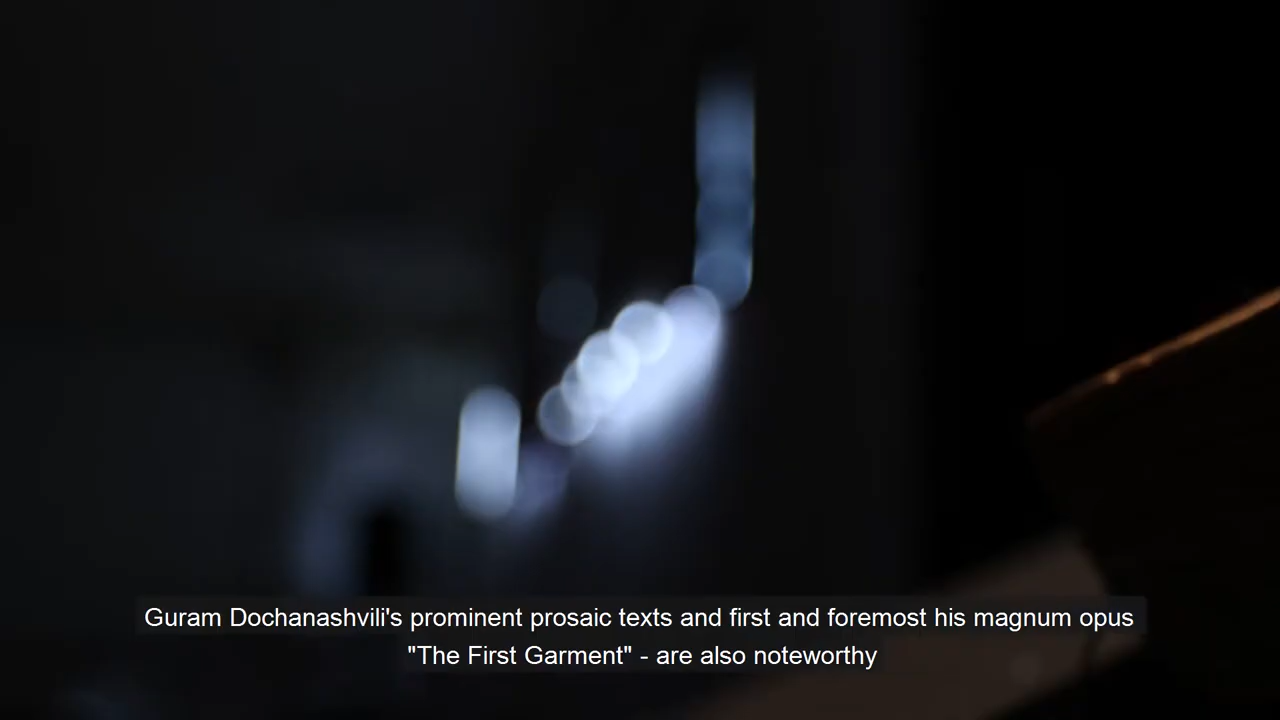 Guram Dochanashvili's prominent prosaic texts and first and foremost his magnum opus
"The First Garment" - are also noteworthy